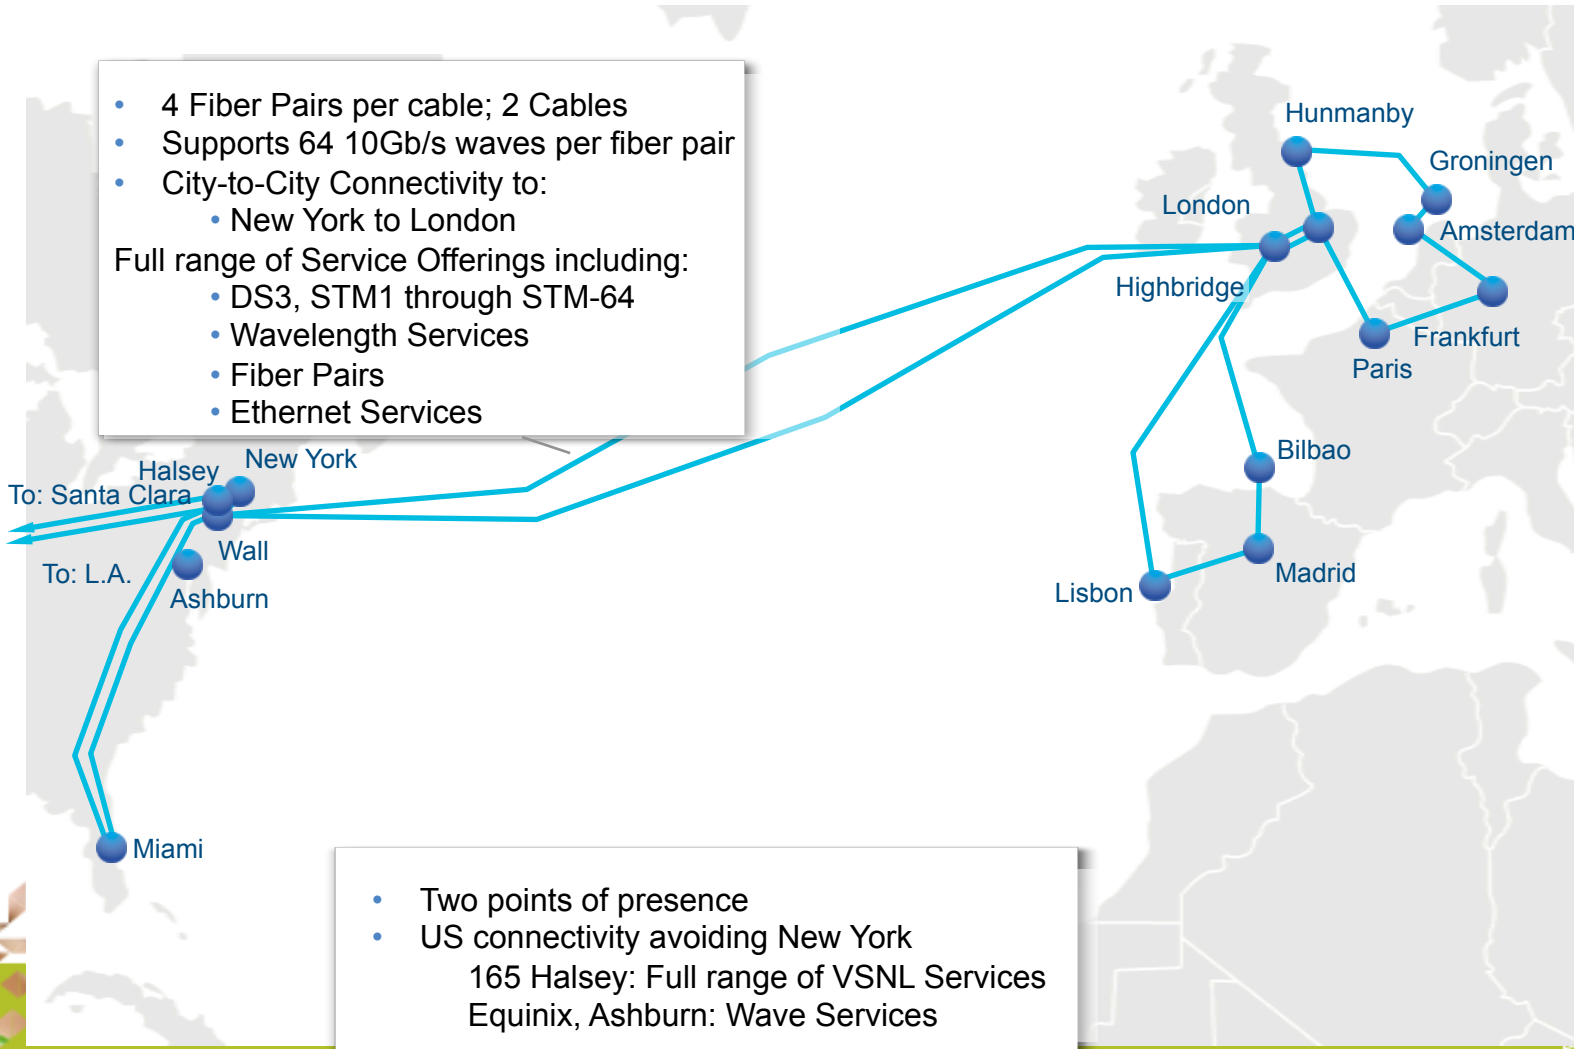 • 4 Fiber Pairs per cable; 2 Cables
• Supports 64 10Gb/s waves per fiber pair
• City-to-City Connectivity to:
• New York to London
Full range of Service Offerings including:
• DS3, STM1 through STM-64
• Wavelength Services
• Fiber Pairs
• Ethernet Services
Hunmanby
Groningen
London
Amsterdam
Highbridge
Frankfurt
Paris
New York
Halsey
To: Santa Clara
Bilbao
Wall
To: L.A.
Madrid
Ashburn
Lisbon
Miami
• Two points of presence
• US connectivity avoiding New York
165 Halsey: Full range of VSNL Services
Equinix, Ashburn: Wave Services